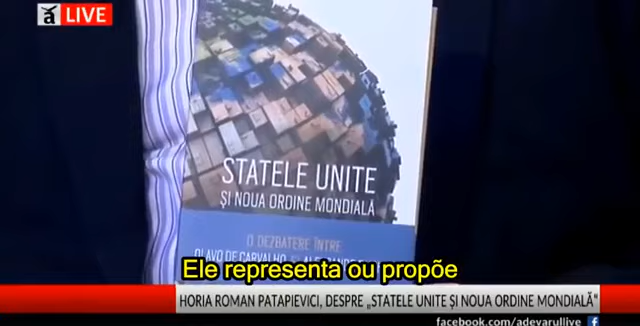 ă LIVE
STATELE UNITE
ȘI NOUA ORDINE MONDIALĂ
O DEZBATERE ÎNTRE
OLAVO DE CARVALHO
Ele representa ou propõe
HORIA ROMAN PATAPIEVICI, DESPRE „STATELE UNITE ȘI NOUA ORDINE MONDIALĂ"
facebook.com/adevarullive